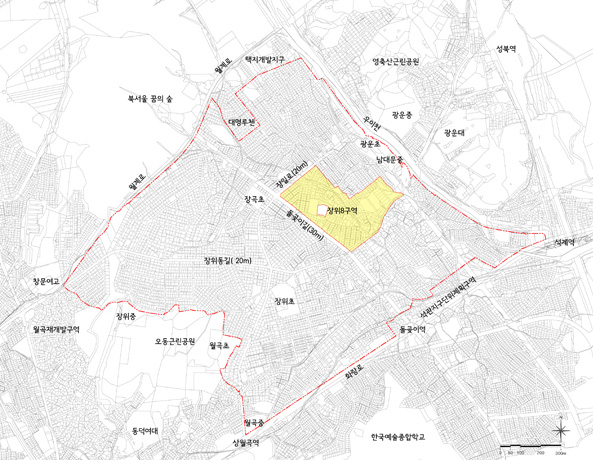 성북역
택지개발지구
영축산근린공원
월계로
북서울 꿈의 숲
광운중
대명루첸
우이천
광운대
광운초
남대문중
장월로(20m)
월계로
장곡초
장위8구역
돌곶이길(30m)
석계역
장위동길( 20m)
창문여고
석관지구단위계획구역
장위초
장위중
월곡재개발구역
돌곶이역
오동근린공원
월곡초
화랑로
월곡중
동덕여대
한국예술종합학교
상월곡역
0 50 100 200 300m